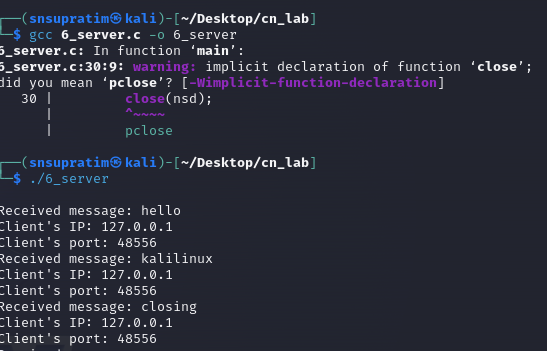 ┌──(snsupratim㉿kali)-[~/Desktop/cn_lab]
└─$ gcc 6_server.c -o 6_server
6_server.c: In function ‘main’:
6_server.c:30:9: warning: implicit declaration of function ‘close’;
did you mean ‘pclose’? [-Wimplicit-function-declaration]
   30 |         close(nsd);
      |         ^~~~~
      |         pclose
┌──(snsupratim㉿kali)-[~/Desktop/cn_lab]
└─$ ./6_server
Received message: hello
Client's IP: 127.0.0.1
Client's port: 48556
Received message: kalilinux
Client's IP: 127.0.0.1
Client's port: 48556
Received message: closing
Client's IP: 127.0.0.1
Client's port: 48556